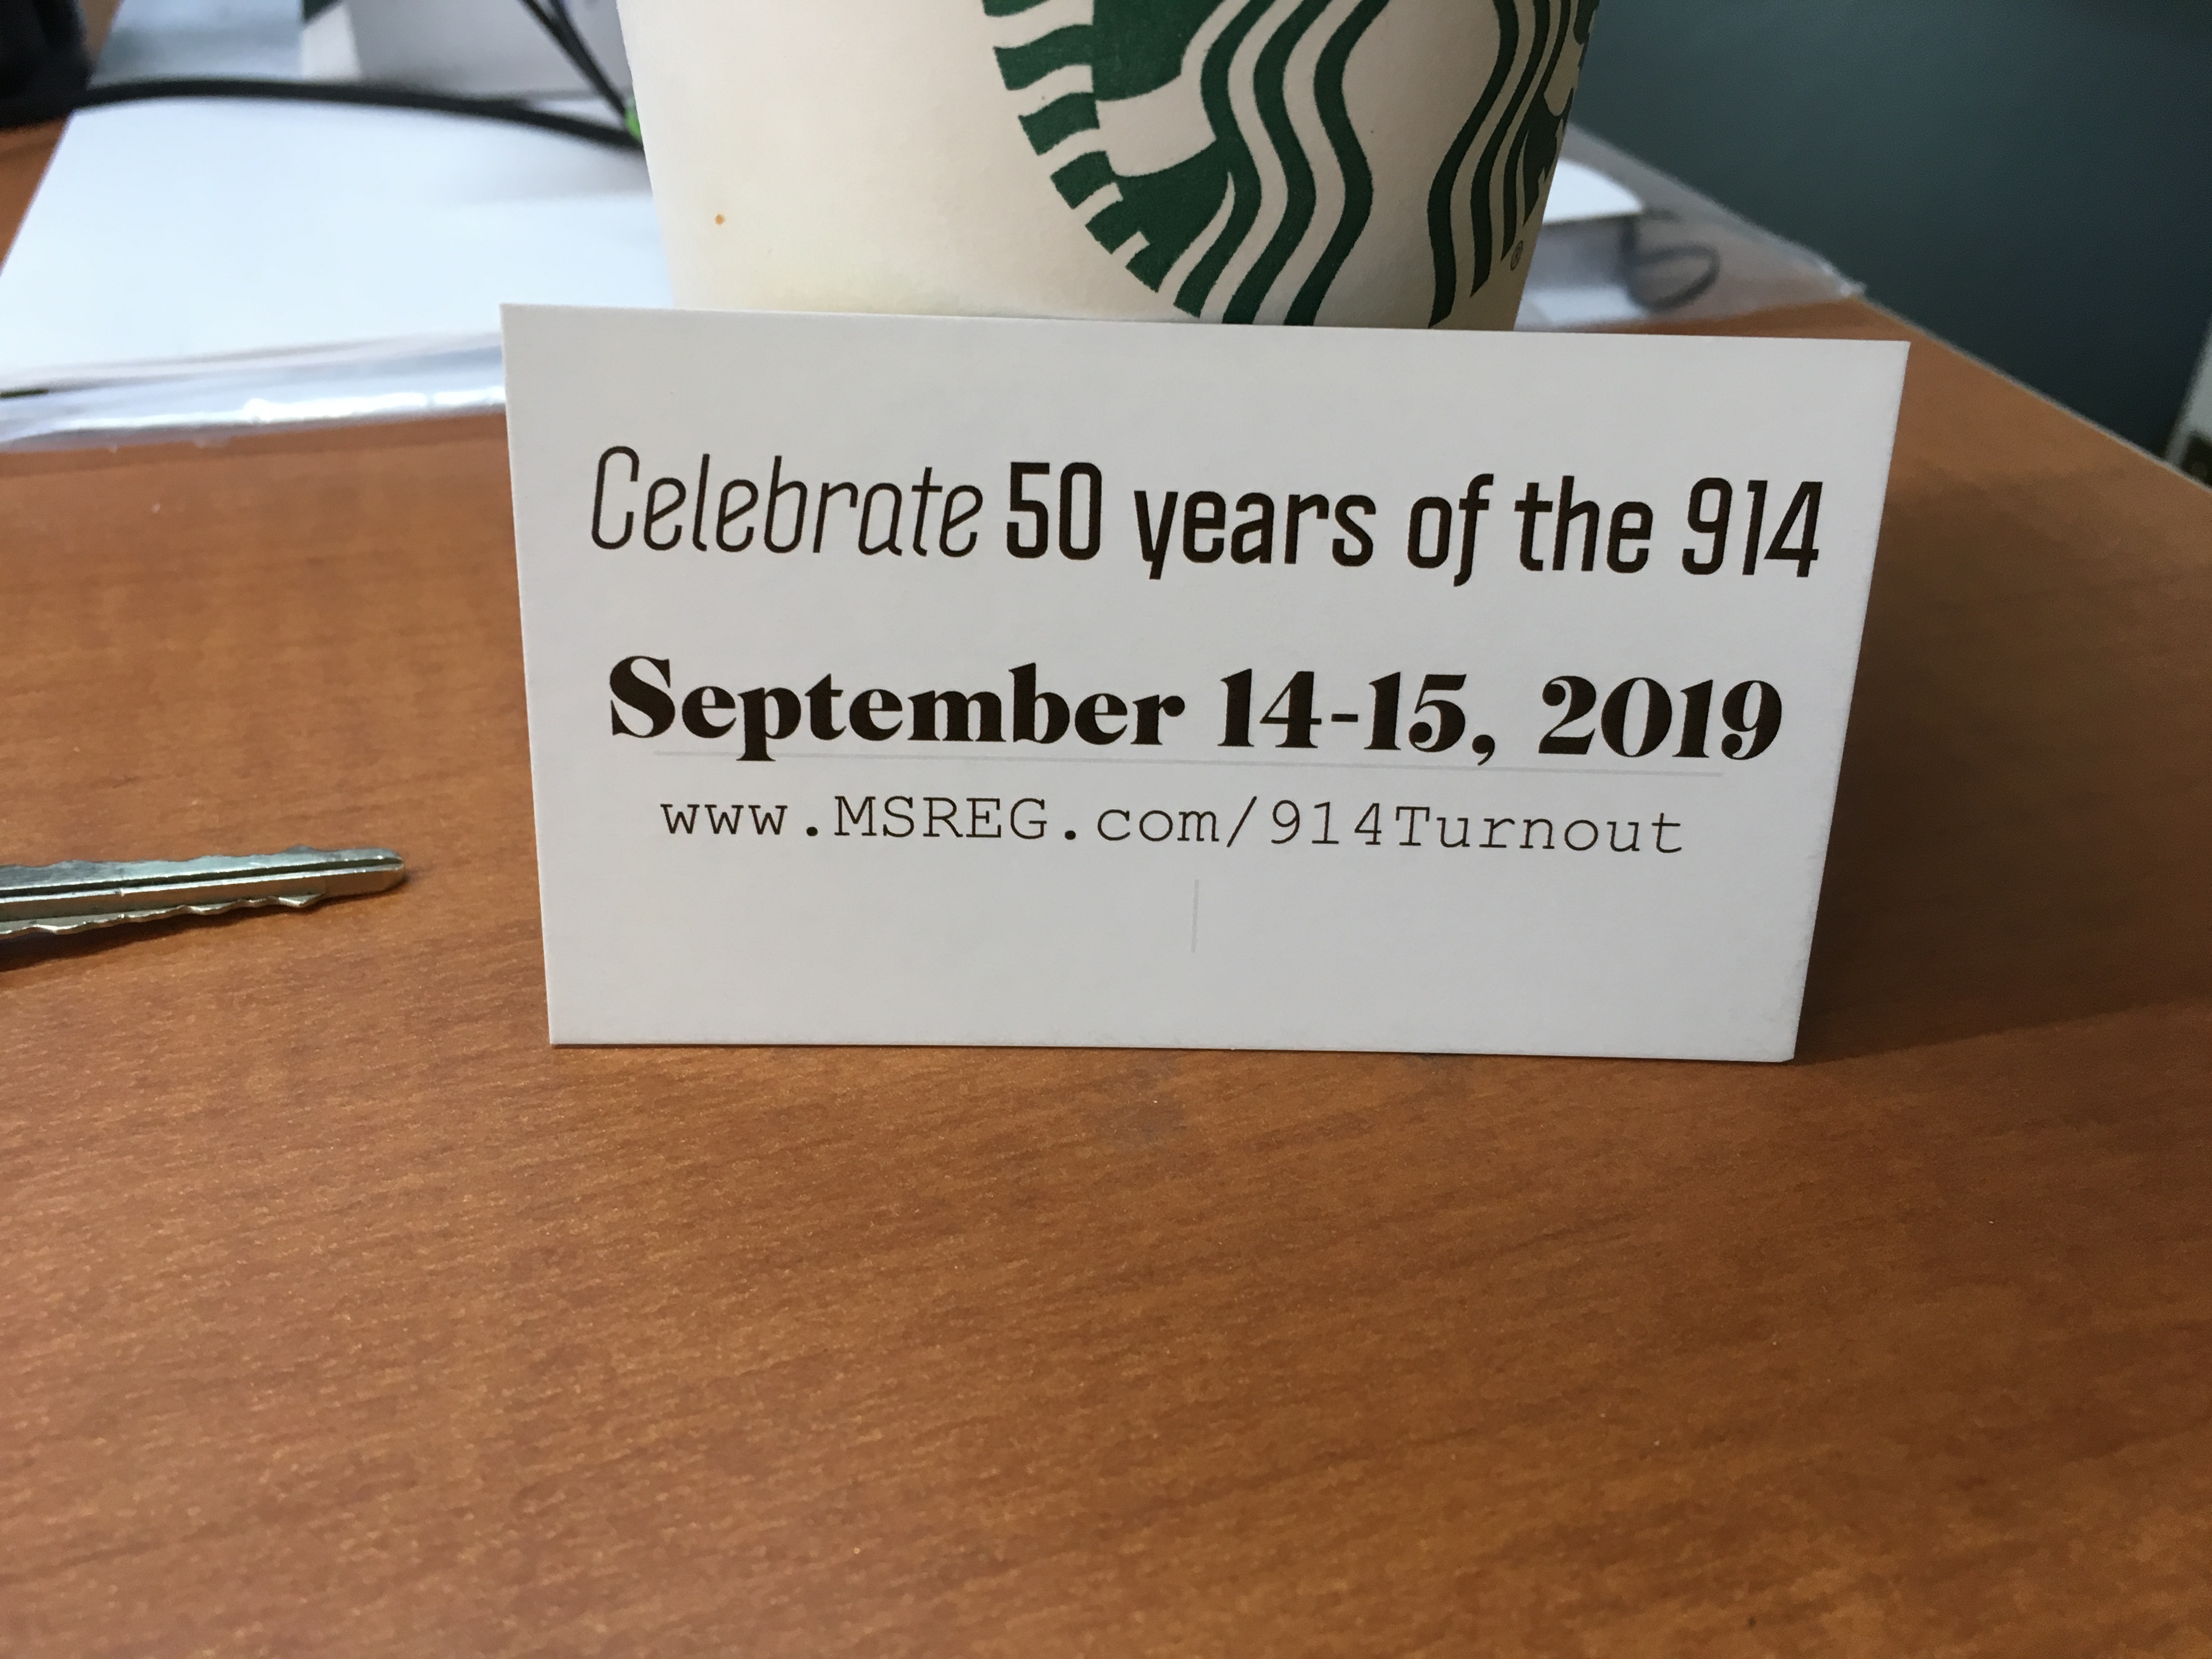 Celebrate 50 years of the 914
September 14-15, 2019
www.MSREG.com/914Turnout